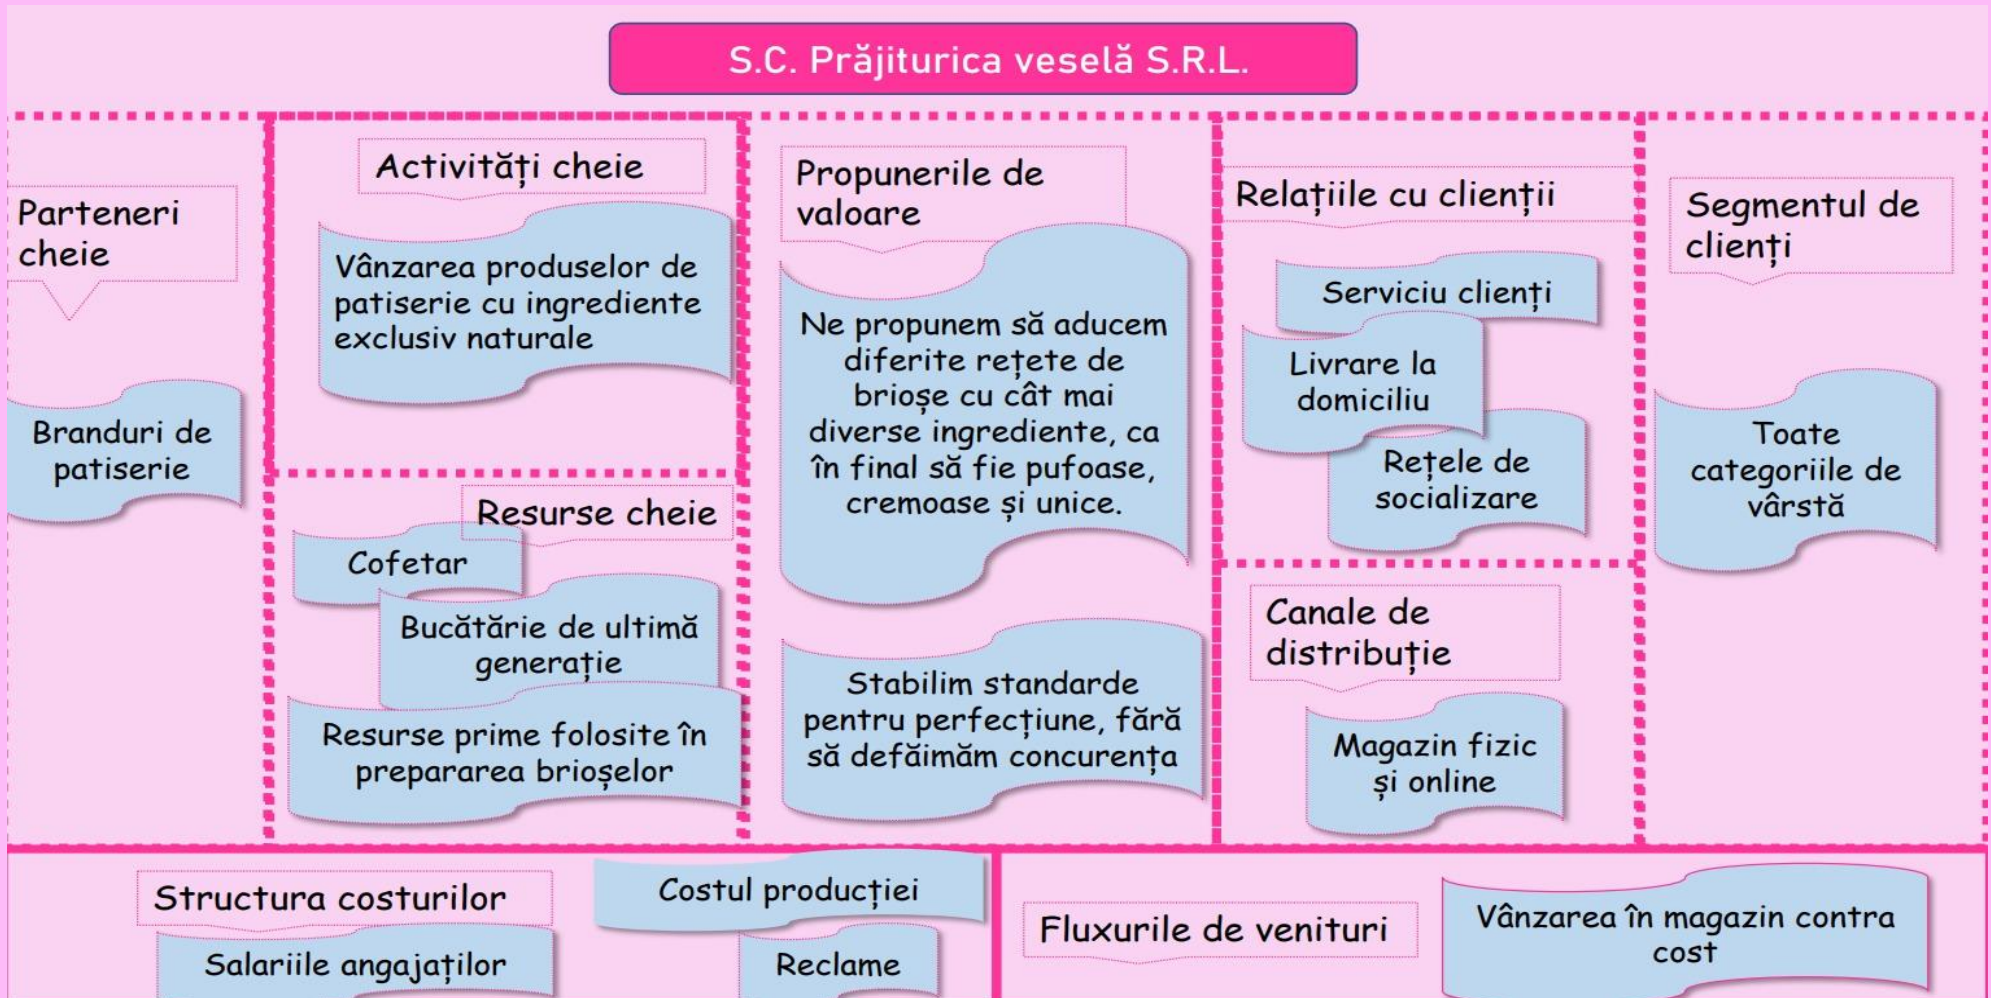 S.C. Prăjiturica veselă S.R.L.
Parteneri
cheie
Branduri de
patiserie
Activități cheie
Vânzarea produselor de
patiserie cu ingrediente
exclusiv naturale
Resurse cheie
Cofetar
Bucătărie de ultimă
generație
Resurse prime folosite în
prepararea brioșelor
Propunerile de
valoare
Ne propunem să aducem
diferite rețete de
brioșe cu cât mai
diverse ingrediente, ca
în final să fie pufoase,
cremoase și unice.
Stabilim standarde
pentru perfecțiune, fără
să defăimăm concurența
Relațiile cu clienții
Serviciu clienți
Livrare la
domiciliu
Rețele de
socializare
Canale de
distribuție
Magazin fizic
și online
Segmentul de
clienți
Toate
categoriile de
vârstă
Structura costurilor
Costul producției
Salariile angajaților
Reclame
Fluxurile de venituri
Vânzarea în magazin contra
cost